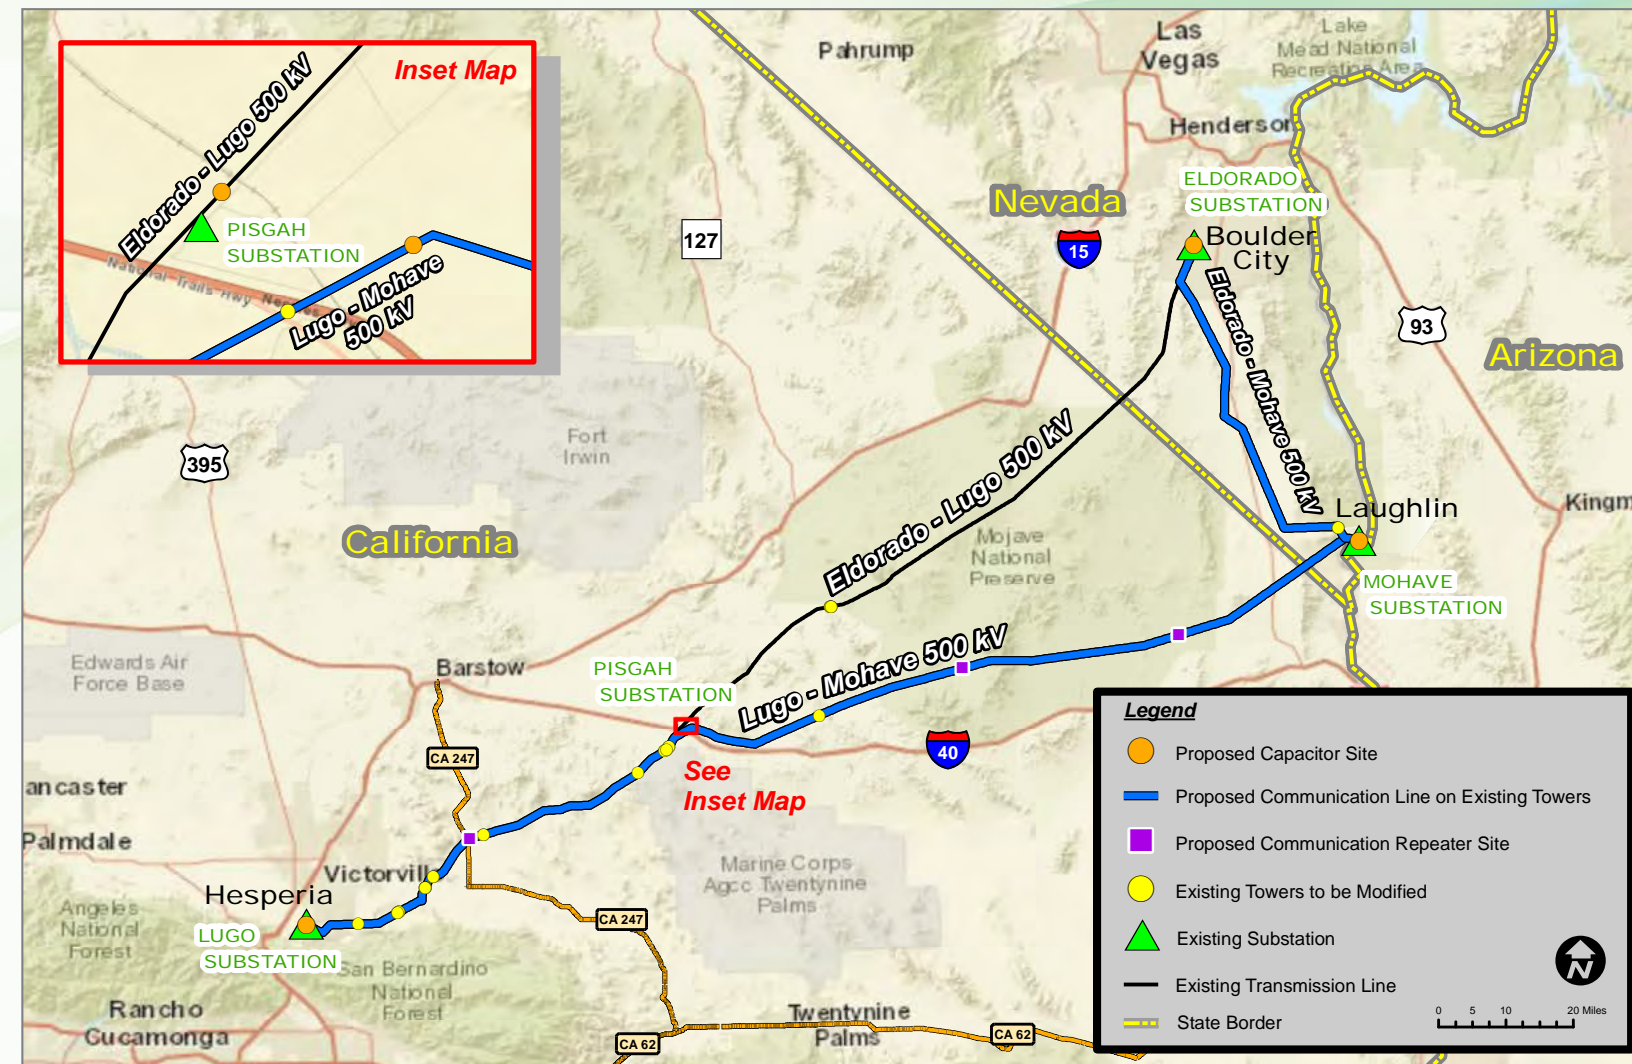 Inset Map
Eldorado - Lugo 500 kV
PISGAH
SUBSTATION
National Trails Hwy
Lugo - Mohave
500 kV
Pahrump
Las
Vegas
Lake
Mead National
Recreation Area
Henderson
ELDORADO
SUBSTATION
Nevada
127
15
Boulder
City
93
Arizona
Eldorado - Mohave 500 kV
Fort
Irwin
395
California
Eldorado - Lugo 500 kV
Mojave
National
Preserve
Laughlin
Kingm
MOHAVE
SUBSTATION
Edwards Air
Force Base
Barstow
PISGAH
SUBSTATION
Lugo - Mohave 500 kV
CA 247
See
Inset Map
40
ancaster
Palmdale
Victorville
Hesperia
Marine Corps
Agcc Twentynine
Palms
Angeles
National
Forest
LUGO
SUBSTATION
CA 247
San Bernardino
National
Forest
Rancho
Cucamonga
Twentynine
Palms
CA 62
CA 62
Legend
Proposed Capacitor Site
Proposed Communication Line on Existing Towers
Proposed Communication Repeater Site
Existing Towers to be Modified
Existing Substation
Existing Transmission Line
State Border
N
0 5 10 20 Miles